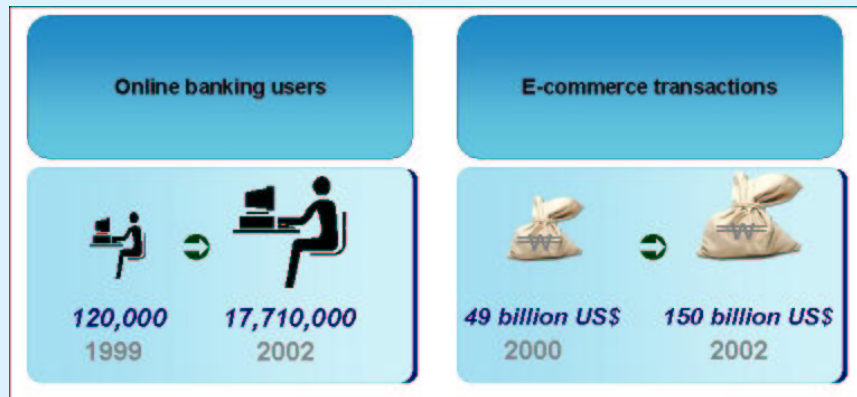 Online banking users
E-commerce transactions
₩
₩
120,000
17,710,000
49 billion US$
150 billion US$
1999
2002
2000
2002